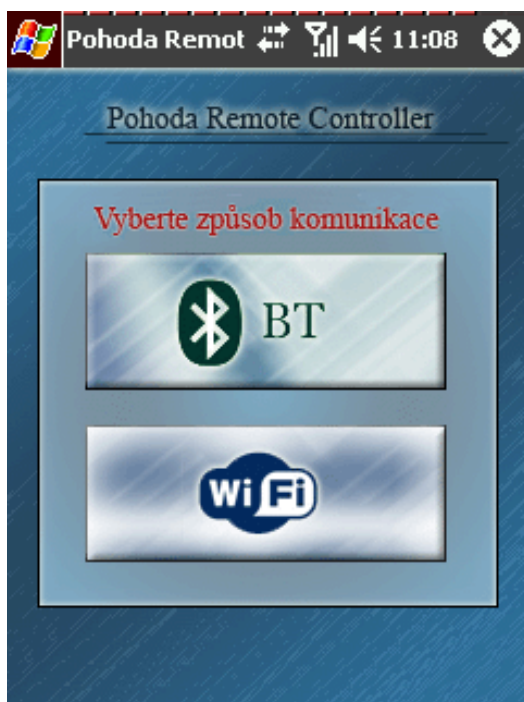 Pohoda Remot 11:08
Pohoda Remote Controller
Vyberte způsob komunikace
BT
WiFi